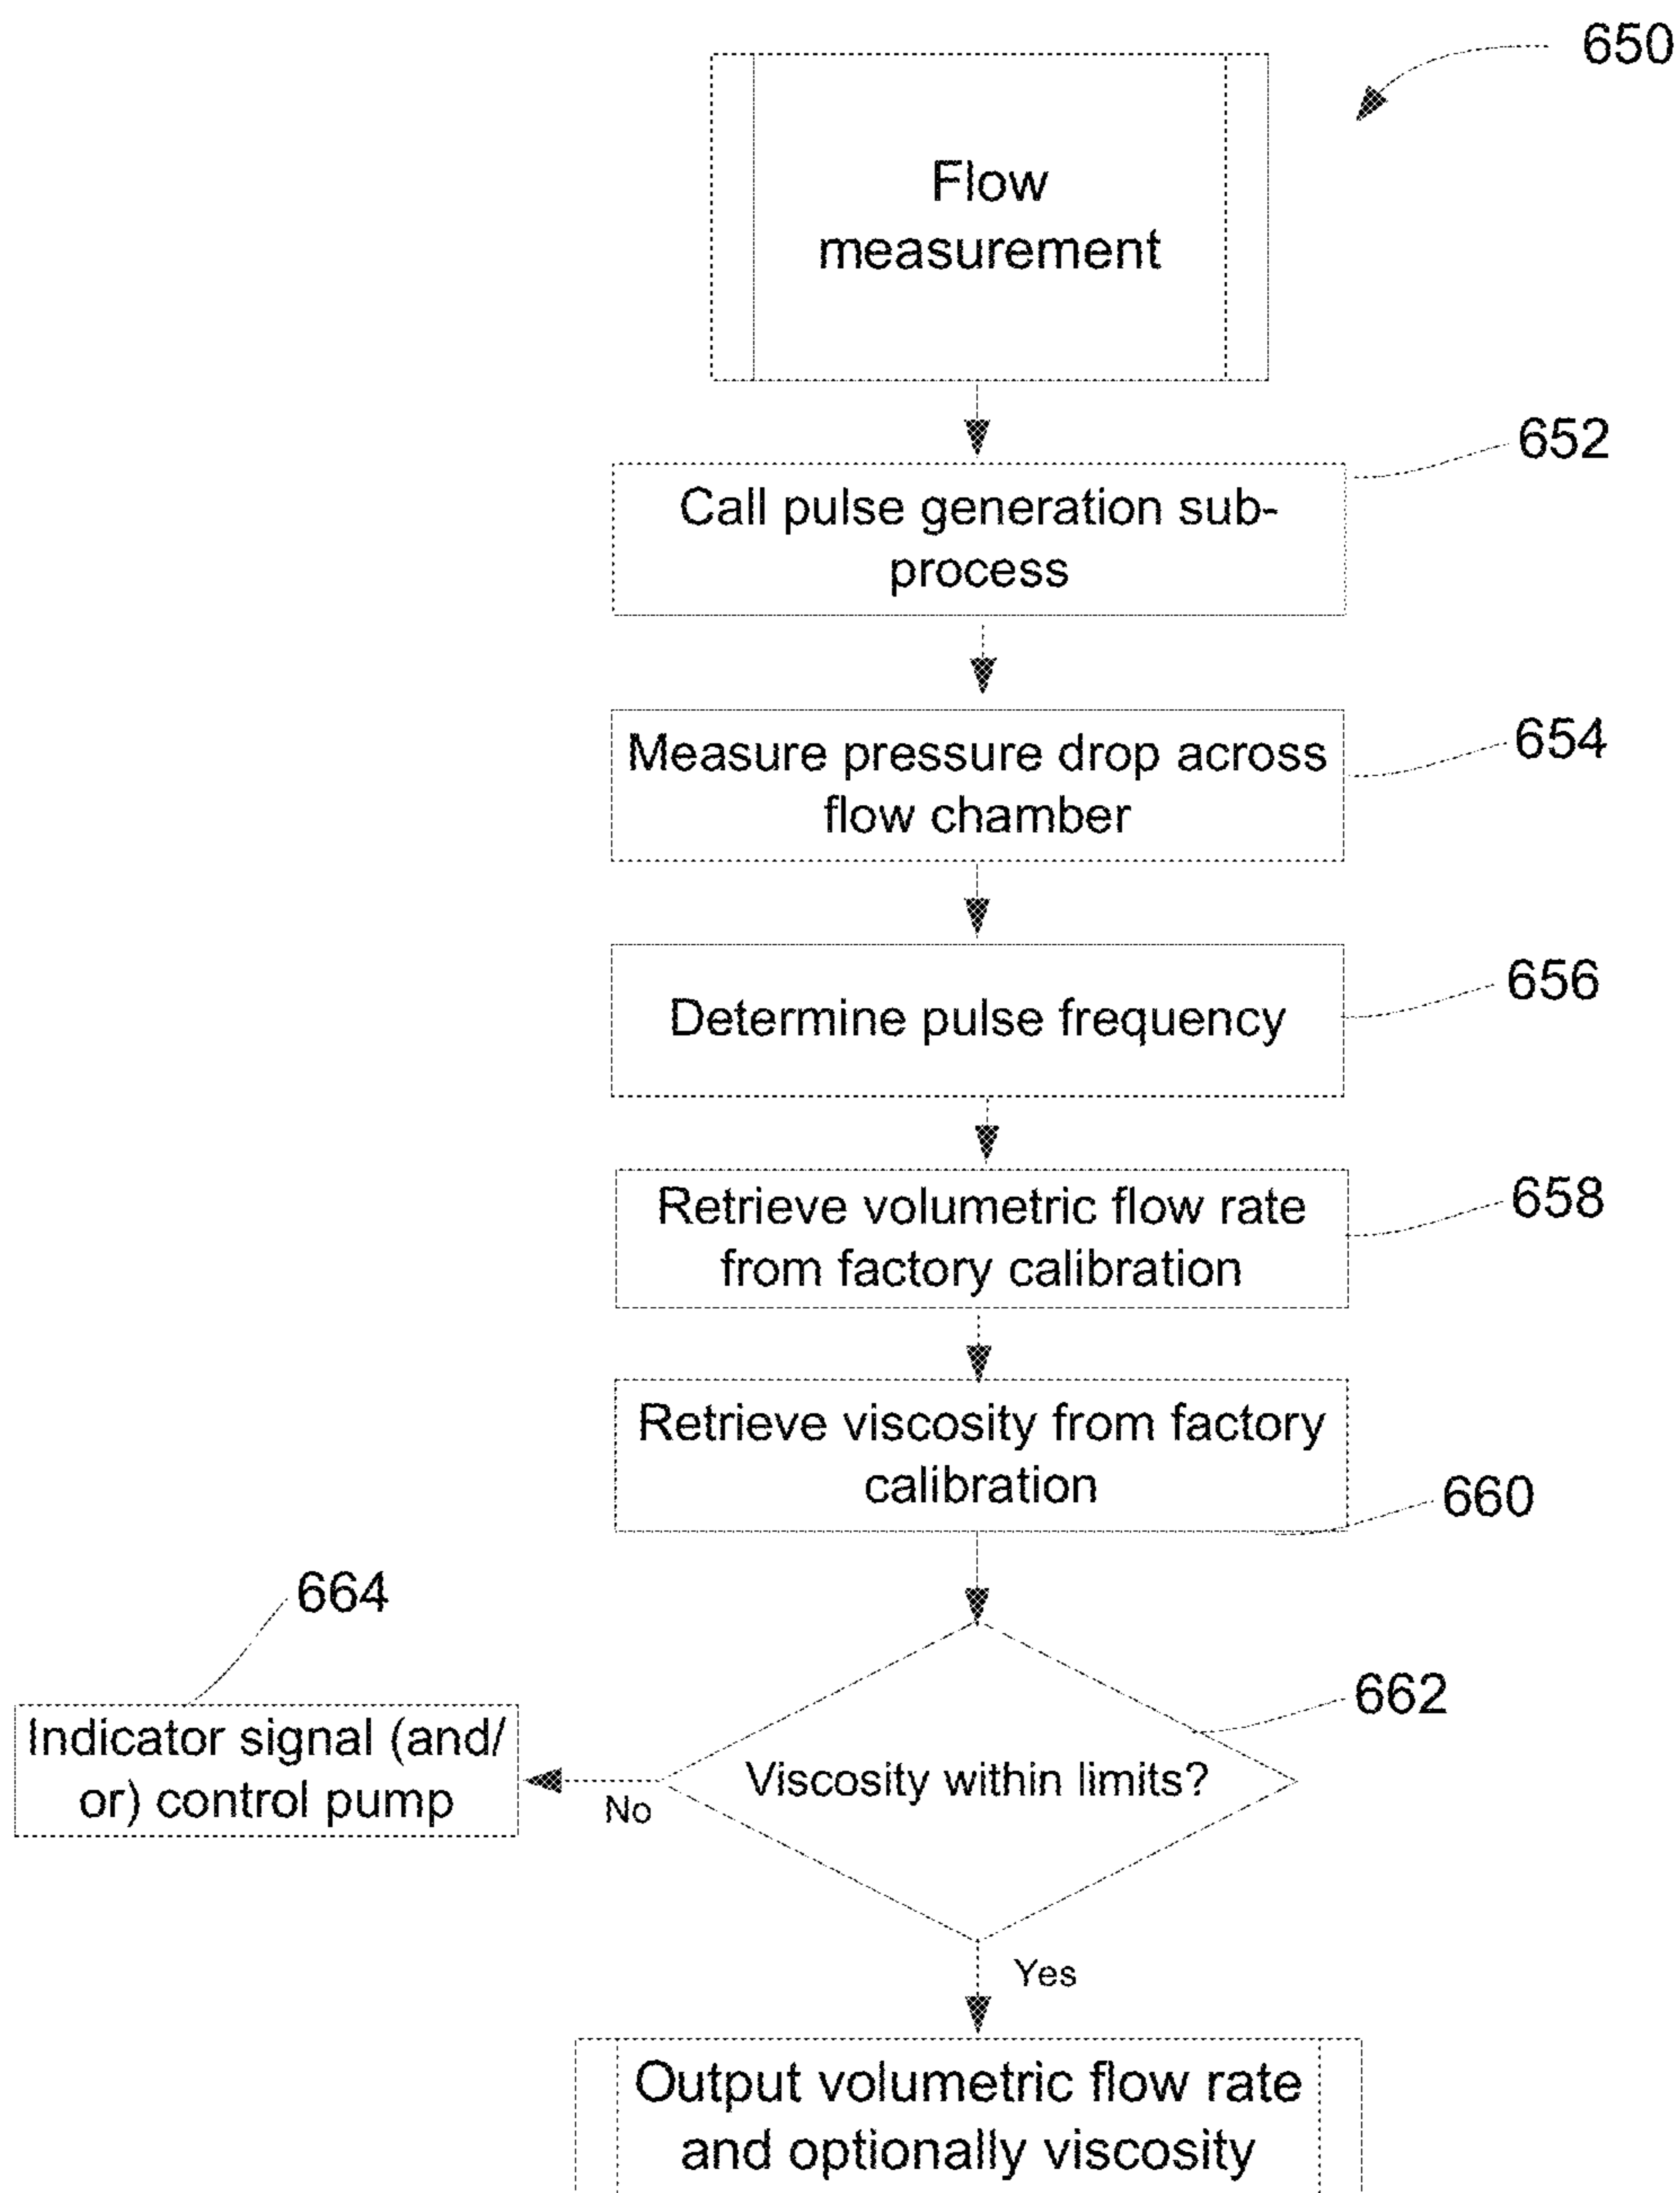 650
Flow
measurement
652
Call pulse generation sub-
process
654
Measure pressure drop across
flow chamber
656
Determine pulse frequency
658
Retrieve volumetric flow rate
from factory calibration
Retrieve viscosity from factory
calibration
660
664
662
Indicator signal (and/
or) control pump
Viscosity within limits?
No
Yes
Output volumetric flow rate
and optionally viscosity